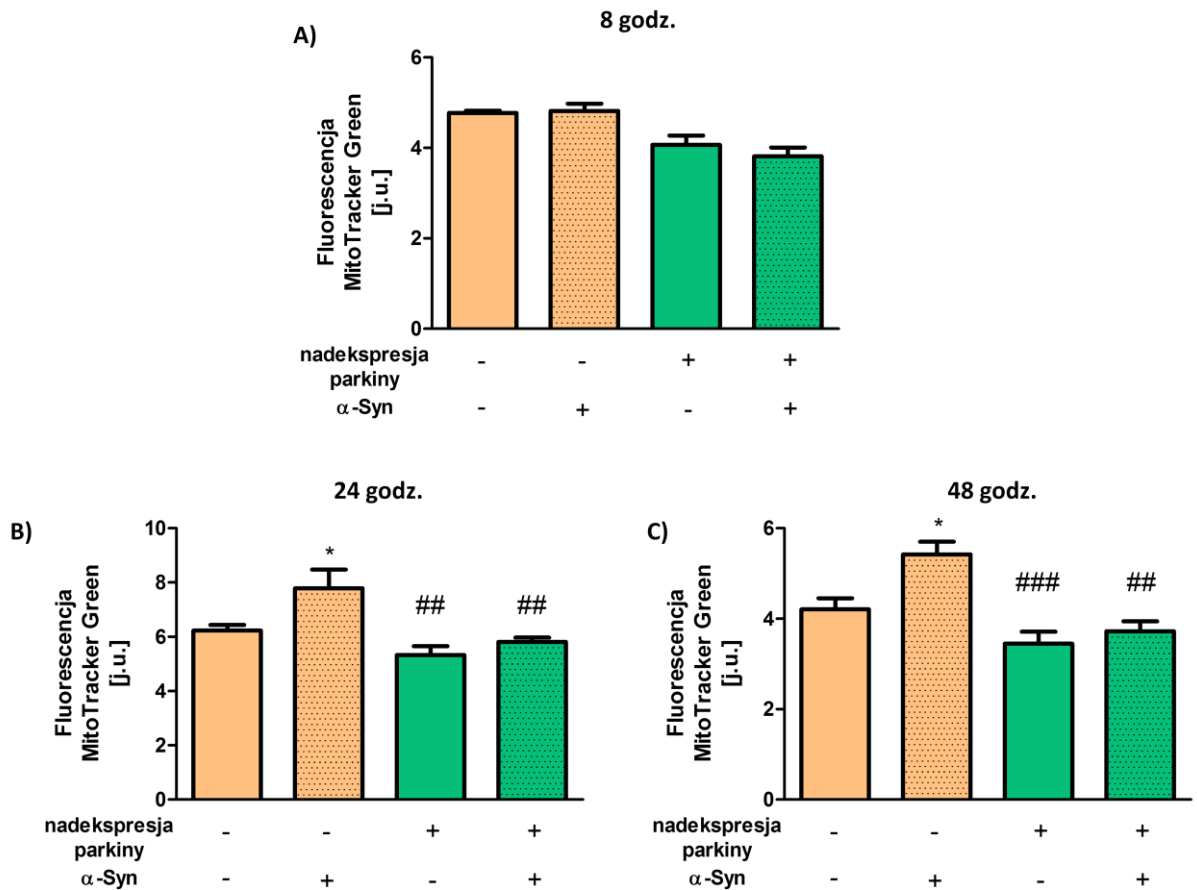 A)
8 godz.
Fluorescencja
MitoTracker Green
[j.u.]
6
4
2
0
nadekspresja
parkiny
- - + +
α-Syn
- + - +
B)
24 godz.
Fluorescencja
MitoTracker Green
[j.u.]
10
8
6
4
2
0
*
##
##
nadekspresja
parkiny
- - + +
α-Syn
- + - +
C)
48 godz.
Fluorescencja
MitoTracker Green
[j.u.]
6
4
2
0
*
###
##
nadekspresja
parkiny
- - + +
α-Syn
- + - +